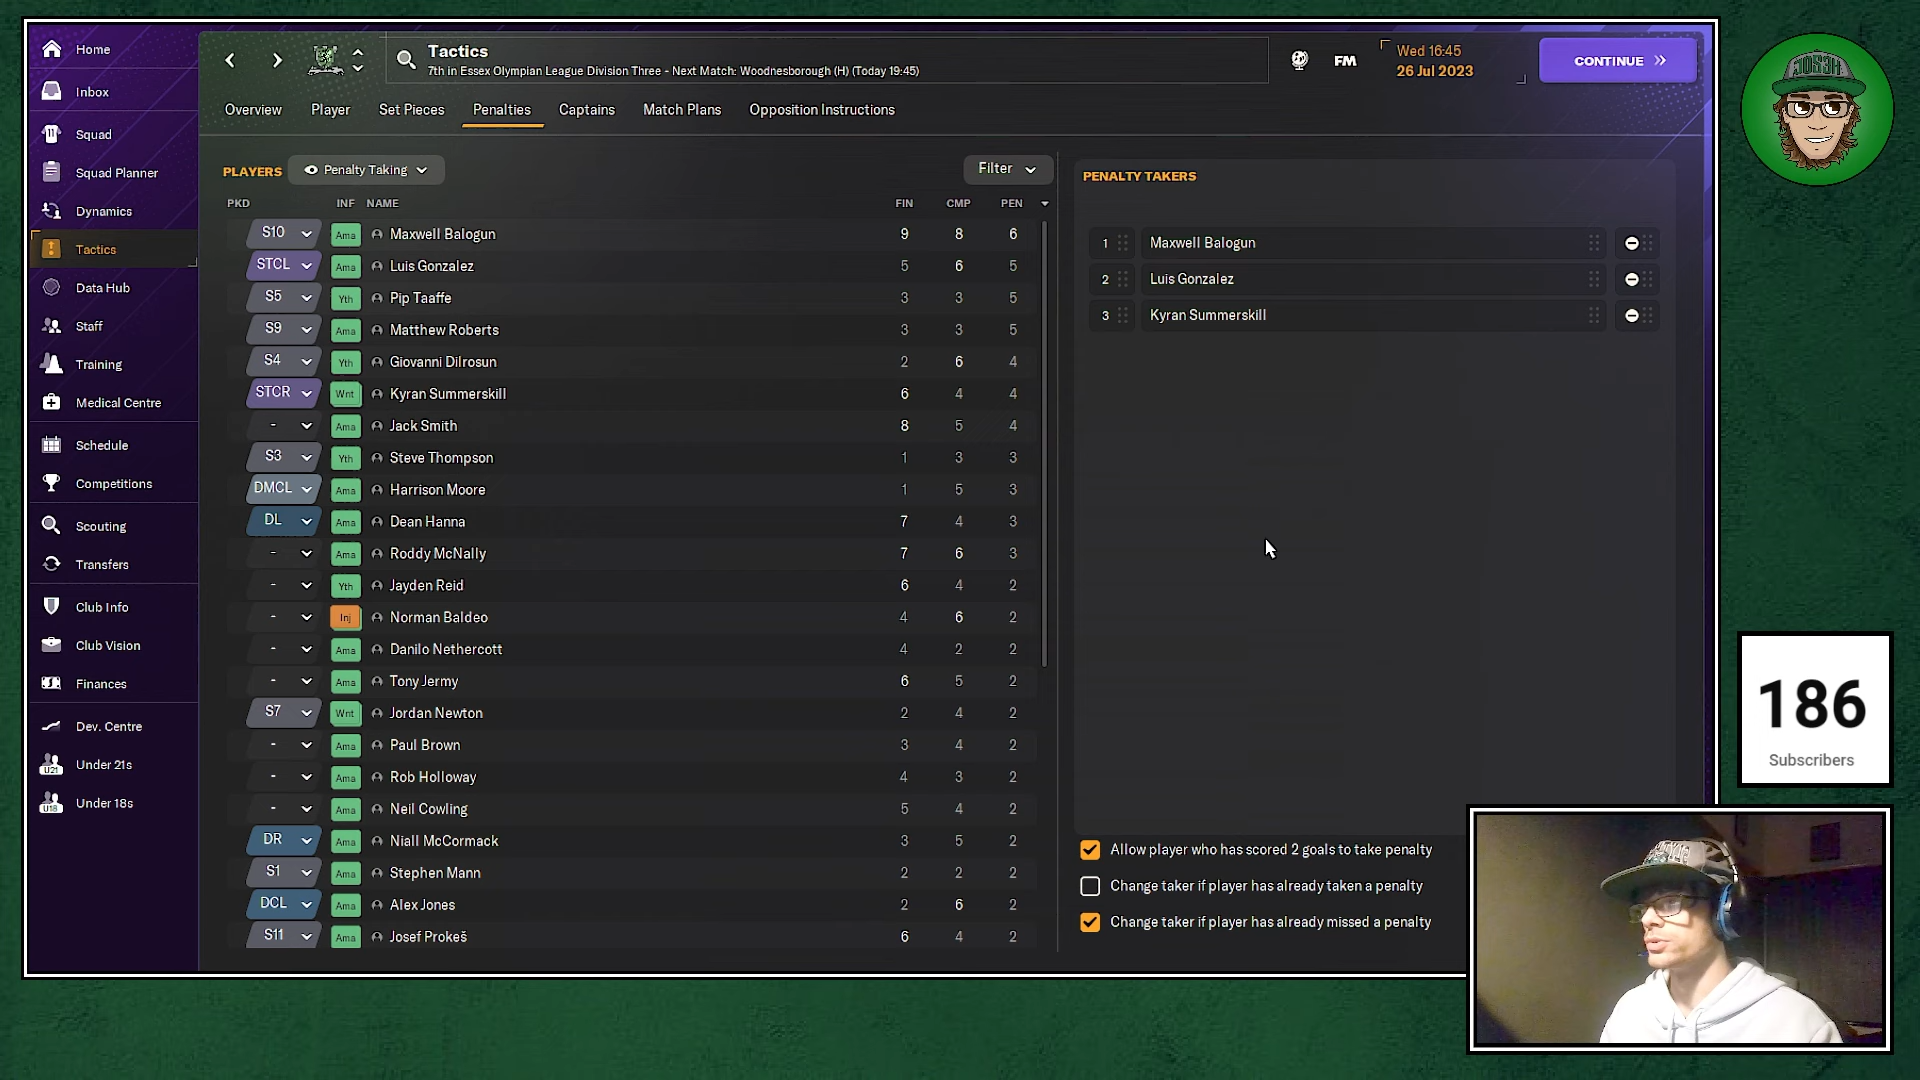 Home
Inbox
Squad
Squad Planner
Dynamics
Tactics
Data Hub
Staff
Training
Medical Centre
Schedule
Competitions
Scouting
Transfers
Club Info
Club Vision
Finances
Dev. Centre
U21 Under 21s
U18 Under 18s
Tactics
7th in Essex Olympian League Division Three - Next Match: Woodnesborough (H) (Today 19:45)
FM
Wed 16:45
26 Jul 2023
CONTINUE
Overview Player Set Pieces Penalties Captains Match Plans Opposition Instructions
PLAYERS Penalty Taking Filter
PKD INF NAME FIN CMP PEN
S10 Ama Maxwell Balogun 9 8 6
STCL Ama Luis Gonzalez 5 6 5
S5 Yth Pip Taaffe 3 3 5
S9 Ama Matthew Roberts 3 3 5
S4 Yth Giovanni Dilrosun 2 6 4
STCR Wnt Kyran Summerskill 6 4 4
- Ama Jack Smith 8 5 4
S3 Yth Steve Thompson 1 3 3
DMCL Ama Harrison Moore 1 5 3
DL Ama Dean Hanna 7 4 3
- Ama Roddy McNally 7 6 3
- Yth Jayden Reid 6 4 2
- Inj Norman Baldeo 4 6 2
- Ama Danilo Nethercott 4 2 2
- Ama Tony Jermy 6 5 2
S7 Wnt Jordan Newton 2 4 2
- Ama Paul Brown 3 4 2
- Ama Rob Holloway 4 3 2
- Ama Neil Cowling 5 4 2
DR Ama Niall McCormack 3 5 2
S1 Ama Stephen Mann 2 2 2
DCL Ama Alex Jones 2 6 2
S11 Ama Josef Prokeš 6 4 2
PENALTY TAKERS
1 Maxwell Balogun
2 Luis Gonzalez
3 Kyran Summerskill
Allow player who has scored 2 goals to take penalty
Change taker if player has already taken a penalty
Change taker if player has already missed a penalty
186
Subscribers